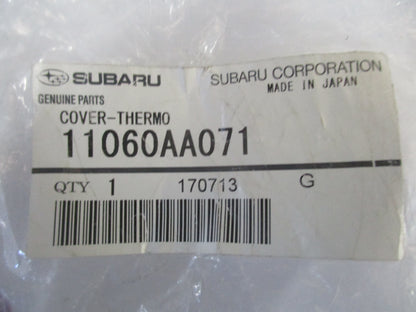 SUBARU SUBARU CORPORATION
GENUINE PARTS MADE IN JAPAN
COVER-THERMO
11060AA071
QTY 1 170713 G